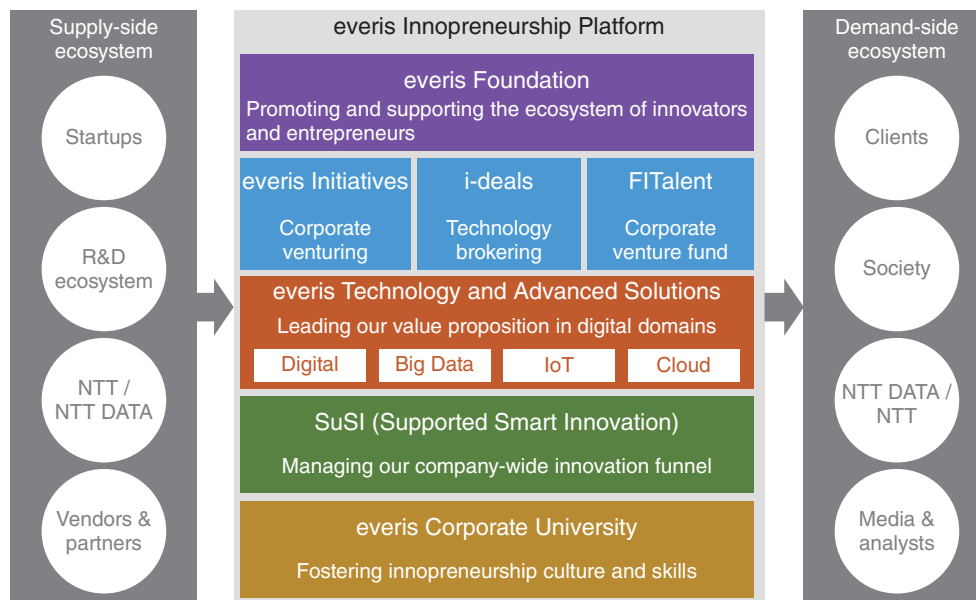 Supply-side
ecosystem
Startups
R&D
ecosystem
NTT /
NTT DATA
Vendors &
partners
everis Innopreneurship Platform
everis Foundation
Promoting and supporting the ecosystem of innovators
and entrepreneurs
everis Initiatives
Corporate
venturing
i-deals
Technology
brokering
FITalent
Corporate
venture fund
everis Technology and Advanced Solutions
Leading our value proposition in digital domains
Digital
Big Data
IoT
Cloud
SuSI (Supported Smart Innovation)
Managing our company-wide innovation funnel
everis Corporate University
Fostering innopreneurship culture and skills
Demand-side
ecosystem
Clients
Society
NTT DATA /
NTT
Media &
analysts